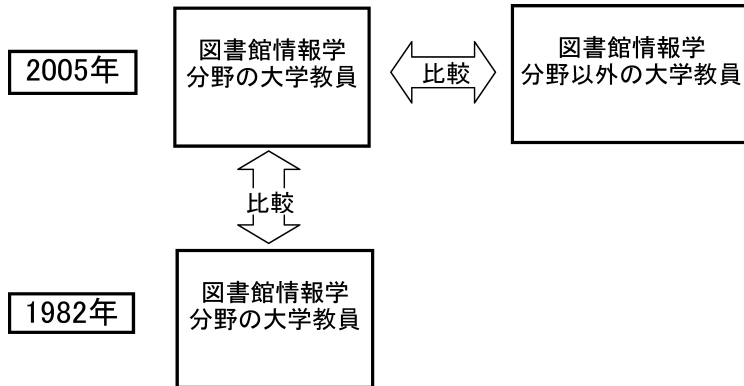 2005年
図書館情報学
分野の大学教員
比較
図書館情報学
分野以外の大学教員
比較
1982年
図書館情報学
分野の大学教員